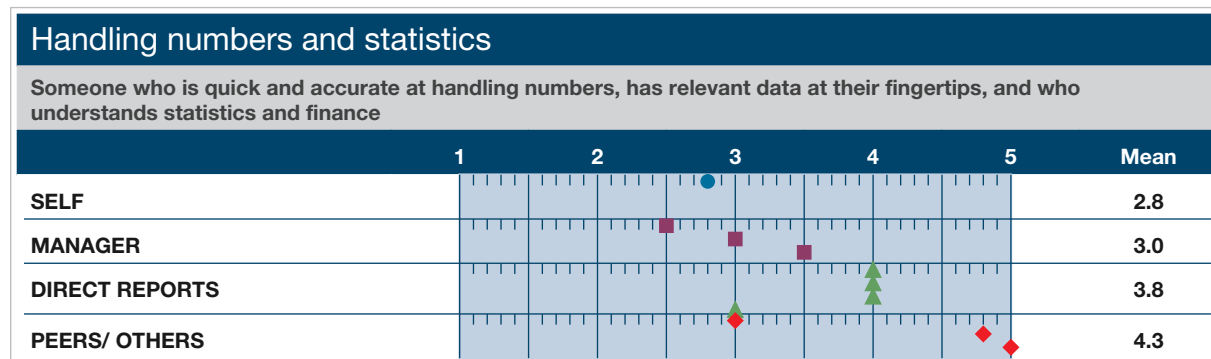 Handling numbers and statistics
Someone who is quick and accurate at handling numbers, has relevant data at their fingertips, and who
understands statistics and finance
1 2 3 4 5 Mean
SELF 2.8
MANAGER 3.0
DIRECT REPORTS 3.8
PEERS/ OTHERS 4.3